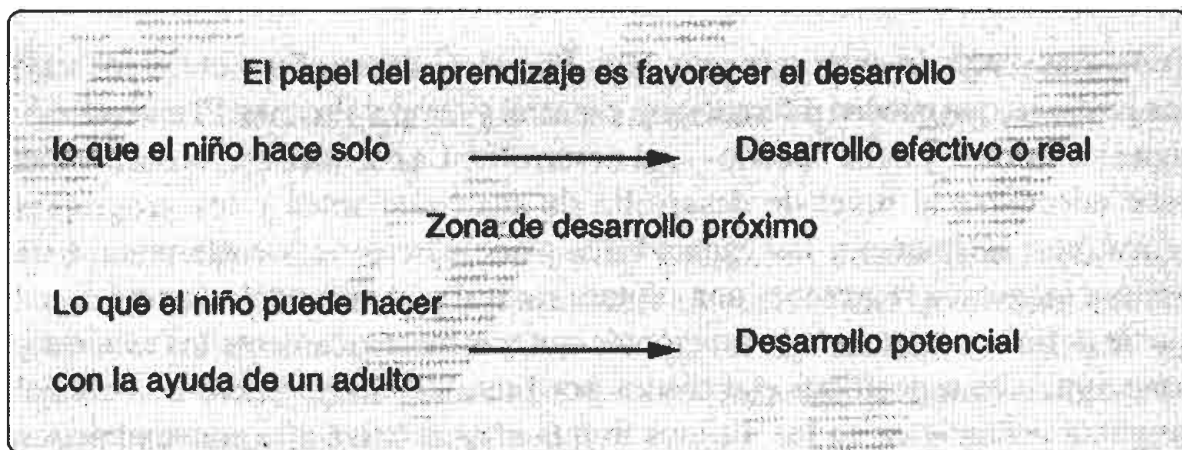 El papel del aprendizaje es favorecer el desarrollo
lo que el niño hace solo Desarrollo efectivo o real
Zona de desarrollo próximo
Lo que el niño puede hacer
Desarrollo potencial
con la ayuda de un adulto